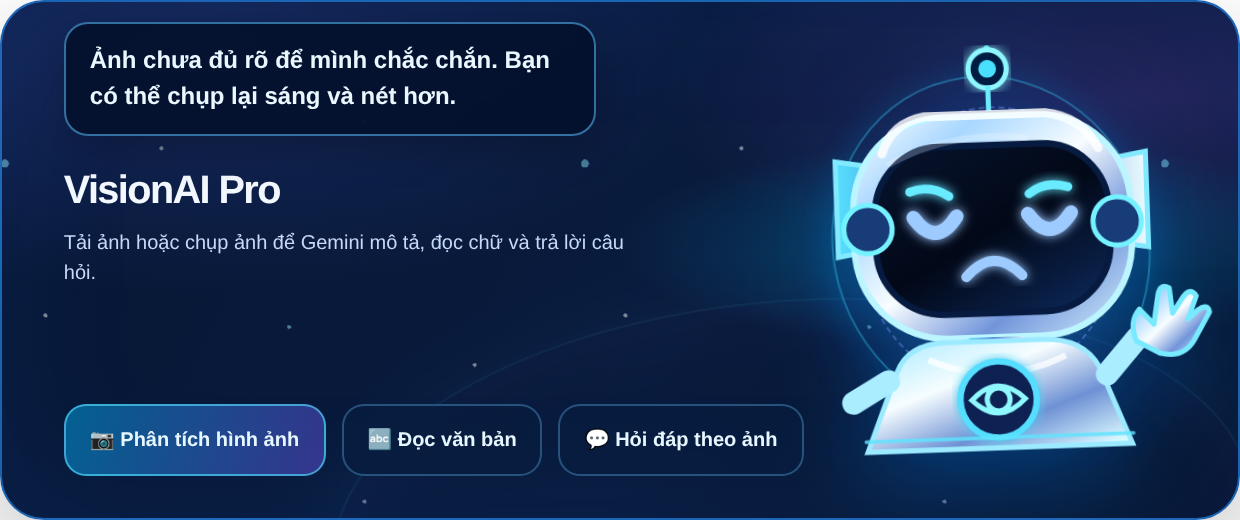 Ảnh chưa đủ rõ để mình chắc chắn. Bạn
có thể chụp lại sáng và nét hơn.
VisionAI Pro
Tải ảnh hoặc chụp ảnh để Gemini mô tả, đọc chữ và trả lời câu
hỏi.
📷 Phân tích hình ảnh
🔤 Đọc văn bản
💬 Hỏi đáp theo ảnh